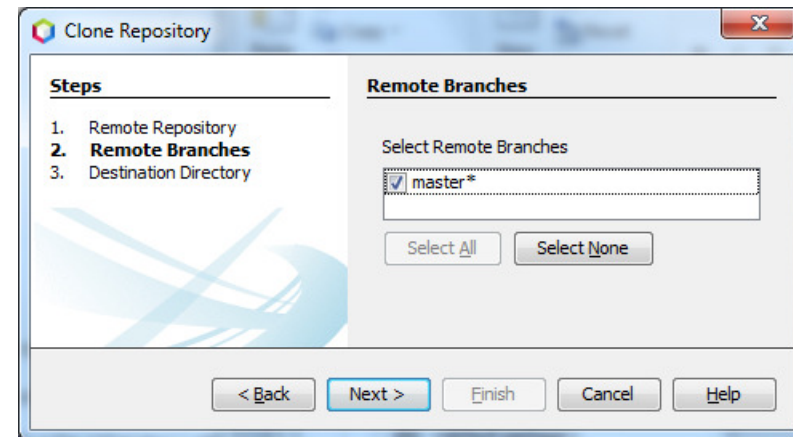 Clone Repository
Steps
1. Remote Repository
2. Remote Branches
3. Destination Directory
Remote Branches
Select Remote Branches
master*
Select All Select None
< Back Next > Finish Cancel Help